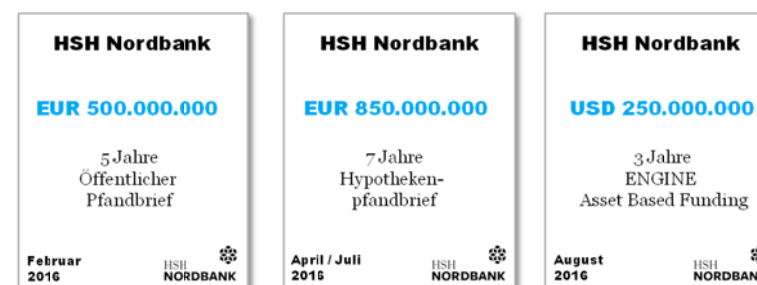 HSH Nordbank
EUR 500.000.000
5 Jahre
Öffentlicher
Pfandbrief
Februar
2016
HSH
NORDBANK
HSH Nordbank
EUR 850.000.000
7 Jahre
Hypotheken-
pfandbrief
April / Juli
2016
HSH
NORDBANK
HSH Nordbank
USD 250.000.000
3 Jahre
ENGINE
Asset Based Funding
August
2016
HSH
NORDBANK